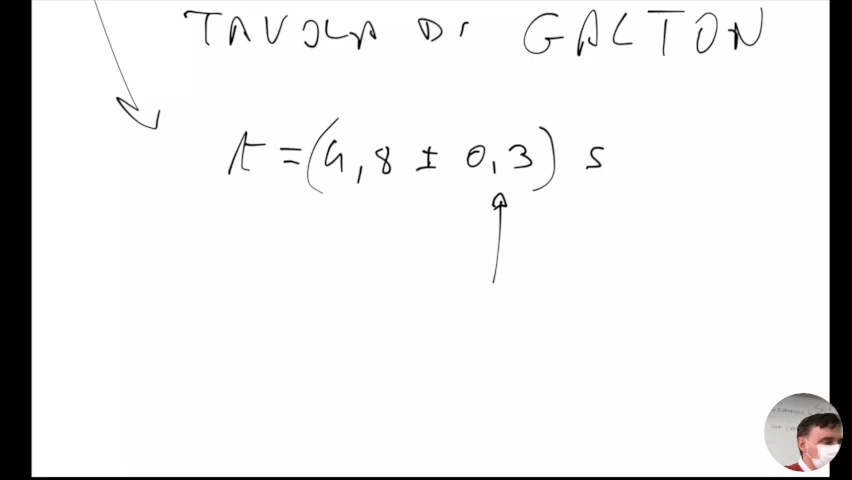 TAVOLA DI GALTON
t = (4,8 ± 0,3) s